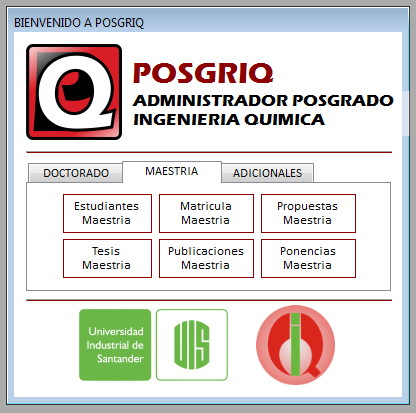 BIENVENIDO A POSGRIQ
POSGRIQ
ADMINISTRADOR POSGRADO
INGENIERIA QUIMICA
DOCTORADO
MAESTRIA
ADICIONALES
Estudiantes
Maestria
Matricula
Maestria
Propuestas
Maestria
Tesis
Maestria
Publicaciones
Maestria
Ponencias
Maestria
Universidad
Industrial de
Santander
UIS